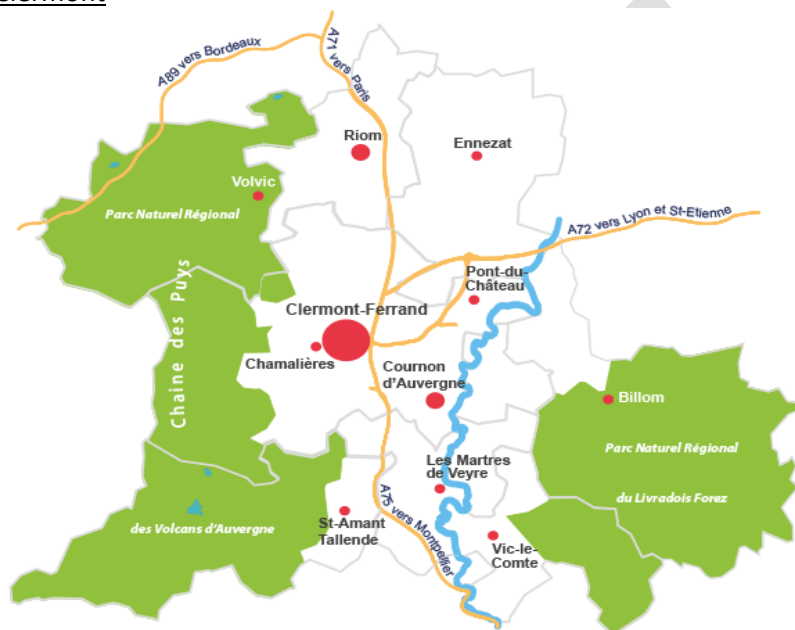 Clermont
A89 vers Bordeaux
A71 vers Paris
Riom
Ennezat
Volvic
Parc Naturel Régional
A72 vers Lyon et St-Etienne
Pont-du-
Château
Chaine des Puys
Clermont-Ferrand
Chamalières
Cournon
d'Auvergne
Billom
Parc Naturel Régional
du Livradois Forez
Les Martres
de Veyre
A75 vers Montpellier
St-Amant
Tallende
des Volcans d'Auvergne
Vic-le-
Comte